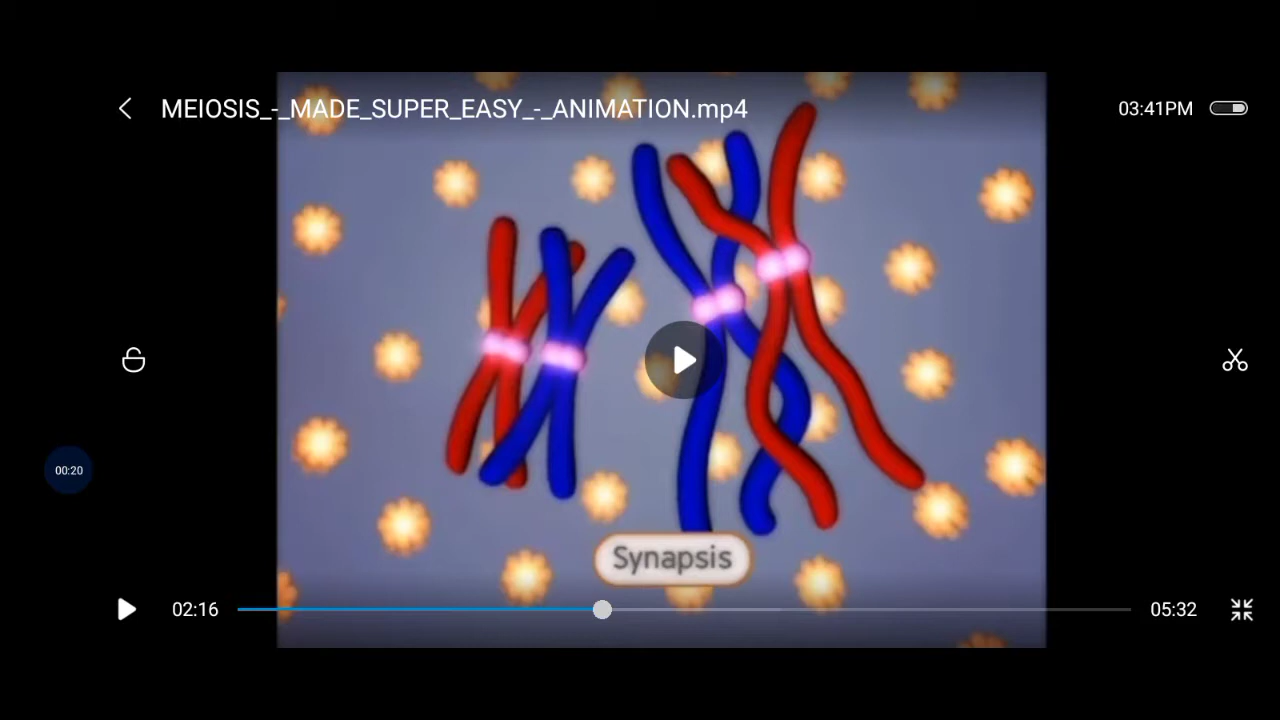 MEIOSIS_-_MADE_SUPER_EASY_-_ANIMATION.mp4
03:41PM
00:20
Synapsis
02:16
05:32